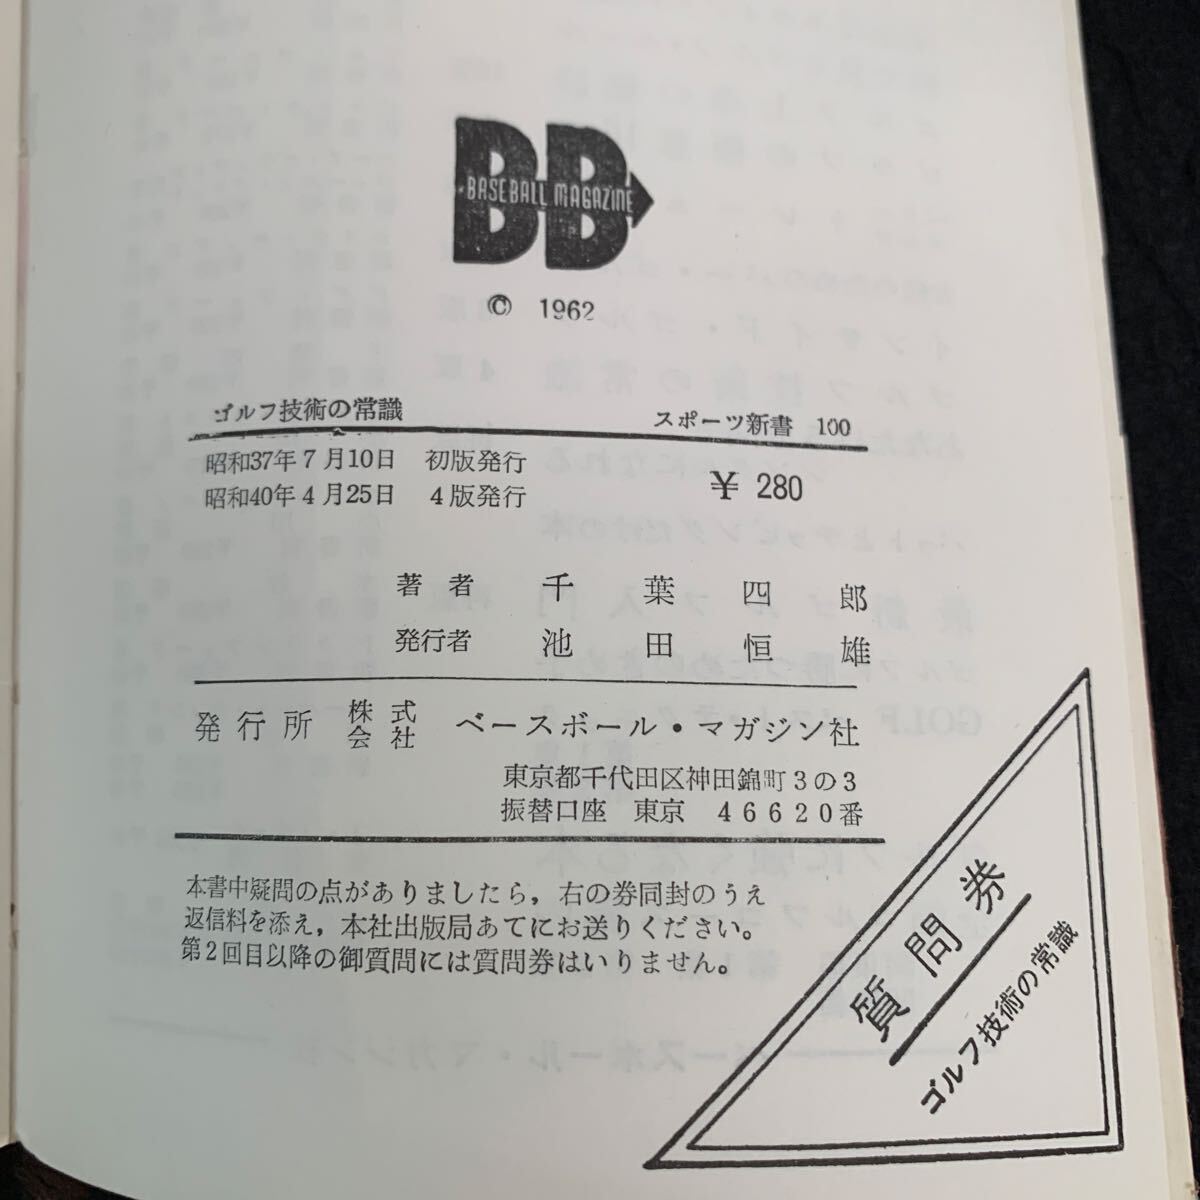 BB
BASEBALL MAGAZINE
© 1962
ゴルフ技術の常識 スポーツ新書 100
昭和37年7月10日 初版発行
昭和40年4月25日 4版発行
¥ 280
著者 千葉四郎
発行者 池田恒雄
発行所 株式会社 ベースボール・マガジン社
東京都千代田区神田錦町3の3
振替口座 東京 46620番
本書中疑問の点がありましたら，右の券同封のうえ
返信料を添え，本社出版局あてにお送りください。
第2回目以降の御質問には質問券はいりません。
質問券
ゴルフ技術の常識